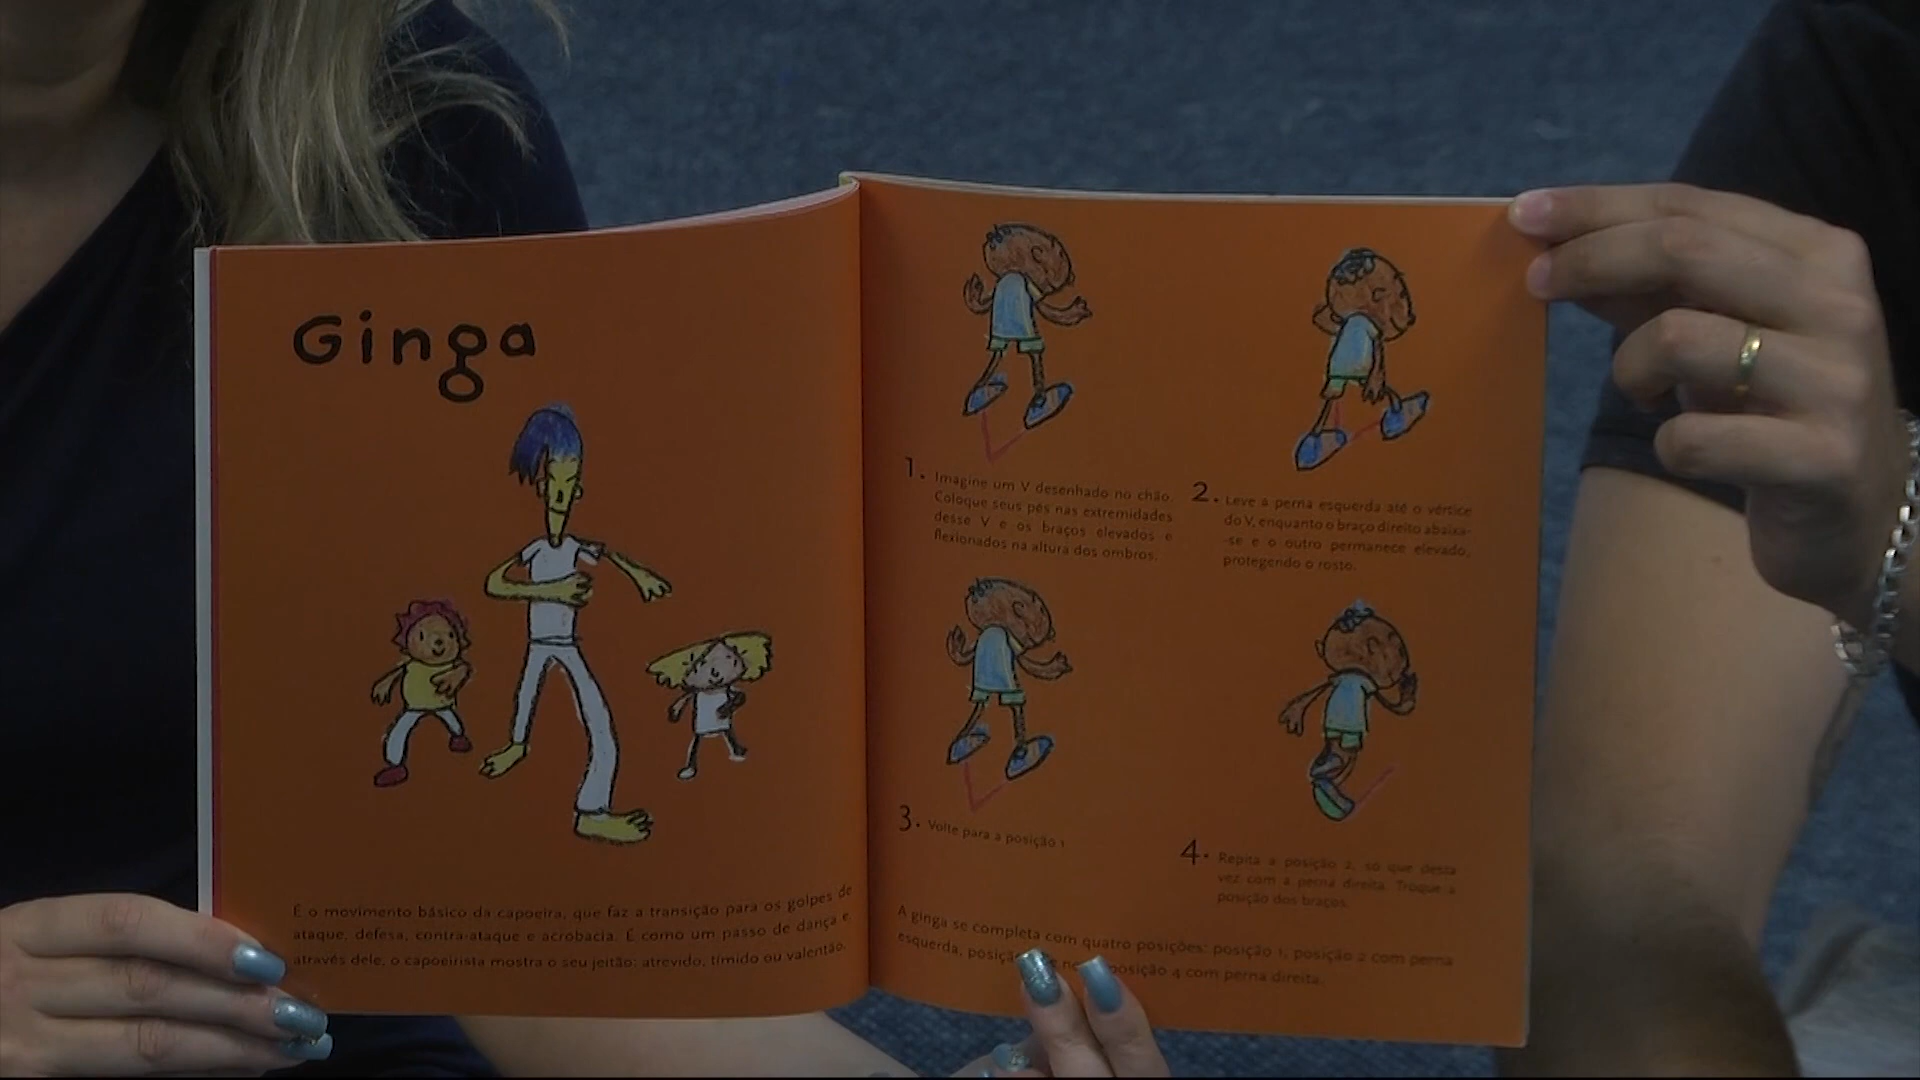 Ginga
É o movimento básico da capoeira, que faz a transição para os golpes de
ataque, defesa, contra-ataque e acrobacia. É como um passo de dança e,
através dele, o capoeirista mostra o seu jeitão: atrevido, tímido ou valentão.
1. Imagine um V desenhado no chão.
Coloque seus pés nas extremidades
desse V e os braços elevados e
flexionados na altura dos ombros.
2. Leve a perna esquerda até o vértice
do V, enquanto o braço direito abaixa-
-se e o outro permanece elevado,
protegendo o rosto.
3. Volte para a posição 1
4. Repita a posição 2, só que desta
vez com a perna direita. Troque a
posição dos braços.
A ginga se completa com quatro posições: posição 1, posição 2 com perna
esquerda, posição 4 com perna direita.